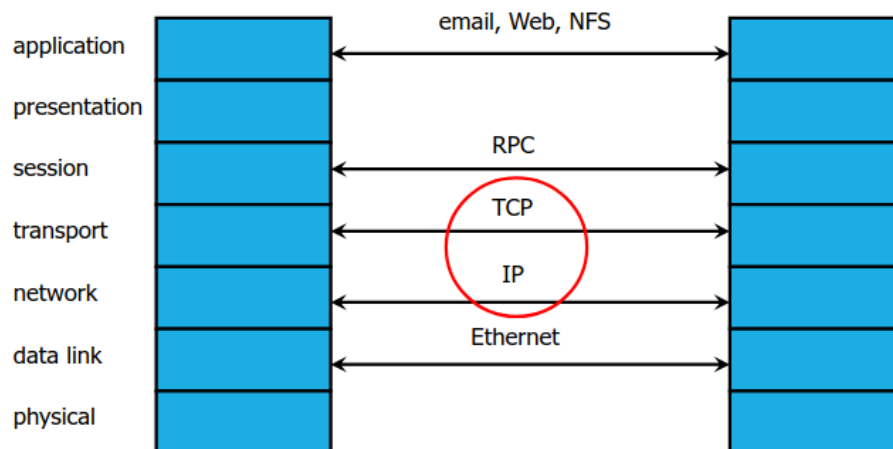 email, Web, NFS
application
presentation
RPC
session
TCP
transport
IP
network
Ethernet
data link
physical